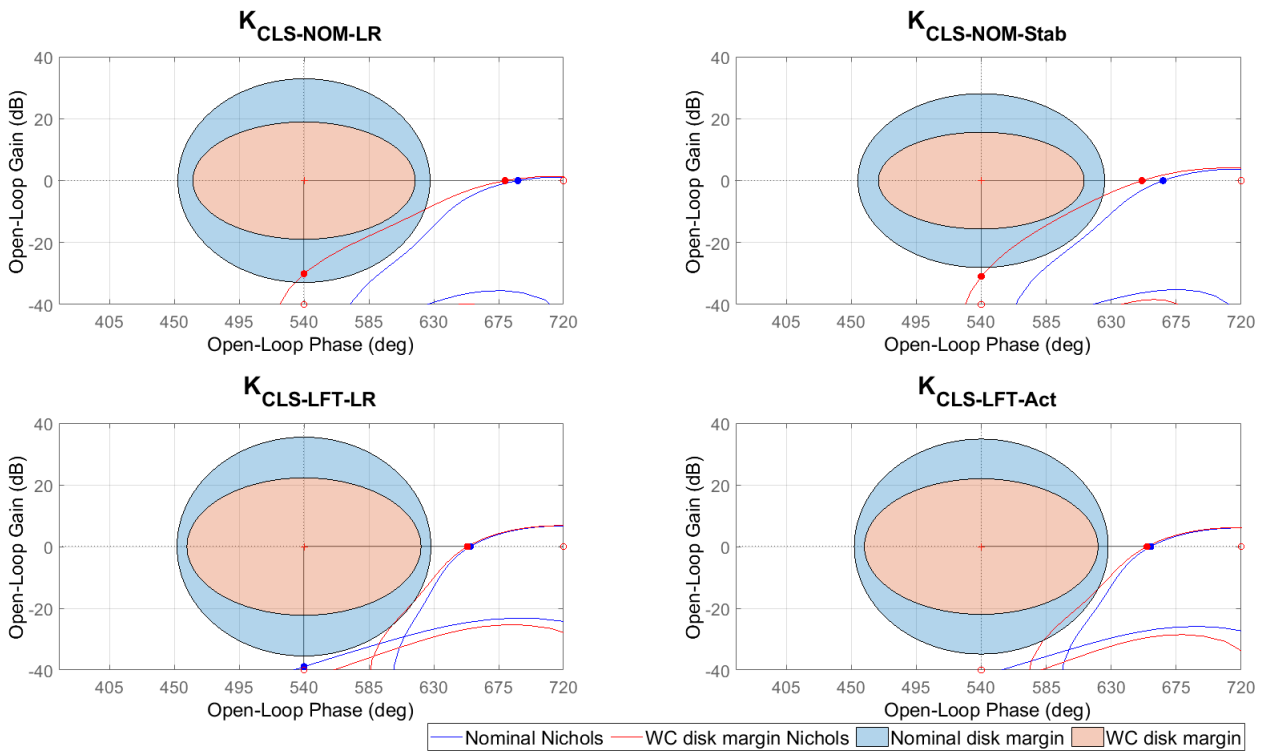 K CLS-NOM-LR
40
20
0
-20
-40
Open-Loop Gain (dB)
405 450 495 540 585 630 675 720
Open-Loop Phase (deg)
K CLS-NOM-Stab
40
20
0
-20
-40
Open-Loop Gain (dB)
405 450 495 540 585 630 675 720
Open-Loop Phase (deg)
K CLS-LFT-LR
40
20
0
-20
-40
Open-Loop Gain (dB)
405 450 495 540 585 630 675 720
Open-Loop Phase (deg)
K CLS-LFT-Act
40
20
0
-20
-40
Open-Loop Gain (dB)
405 450 495 540 585 630 675 720
Open-Loop Phase (deg)
Nominal Nichols WC disk margin Nichols Nominal disk margin WC disk margin